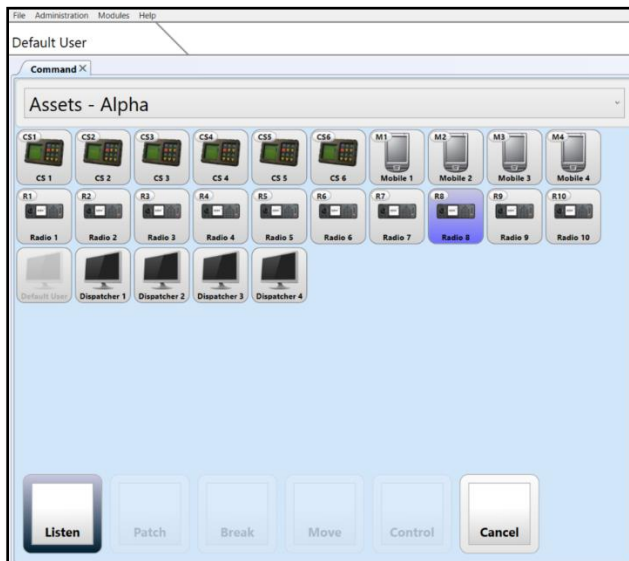 File Administration Modules Help
Default User
Command ×
Assets - Alpha
CS1 CS2 CS3 CS4 CS5 CS6 M1 M2 M3 M4
CS 1 CS 2 CS 3 CS 4 CS 5 CS 6 Mobile 1 Mobile 2 Mobile 3 Mobile 4
R1 R2 R3 R4 R5 R6 R7 R8 R9 R10
Radio 1 Radio 2 Radio 3 Radio 4 Radio 5 Radio 6 Radio 7 Radio 8 Radio 9 Radio 10
Default User Dispatcher 1 Dispatcher 2 Dispatcher 3 Dispatcher 4
Listen Patch Break Move Control Cancel